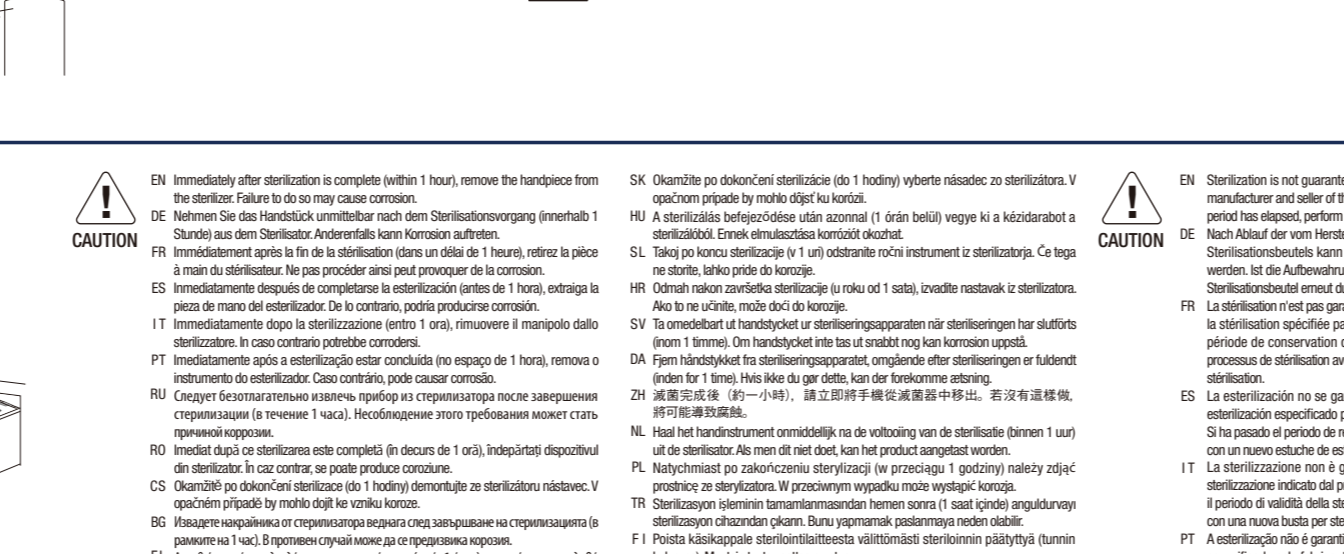 CAUTION
EN Immediately after sterilization is complete (within 1 hour), remove the handpiece from
the sterilizer. Failure to do so may cause corrosion.
DE Nehmen Sie das Handstück unmittelbar nach dem Sterilisationsvorgang (innerhalb 1
Stunde) aus dem Sterilisator. Anderenfalls kann Korrosion auftreten.
FR Immédiatement après la fin de la stérilisation (dans un délai de 1 heure), retirez la pièce
à main du stérilisateur. Ne pas procéder ainsi peut provoquer de la corrosion.
ES Inmediatamente después de completarse la esterilización (antes de 1 hora), extraiga la
pieza de mano del esterilizador. De lo contrario, podría producirse corrosión.
IT Immediatamente dopo la sterilizzazione (entro 1 ora), rimuovere il manipolo dallo
sterilizzatore. In caso contrario potrebbe corrodersi.
PT Imediatamente após a esterilização estar concluída (no espaço de 1 hora), remova o
instrumento do esterilizador. Caso contrário, pode causar corrosão.
RU Следует безотлагательно извлечь прибор из стерилизатора после завершения
стерилизации (в течение 1 часа). Несоблюдение этого требования может стать
причиной коррозии.
RO Imediat după ce sterilizarea este completă (în decurs de 1 oră), îndepărtați dispozitivul
din sterilizator. În caz contrar, se poate produce coroziune.
CS Okamžitě po dokončení sterilizace (do 1 hodiny) demontujte ze sterilizátoru nástavec. V
opačném případě by mohlo dojít ke vzniku koroze.
BG Извадете накрайника от стерилизатора веднага след завършване на стерилизацията (в
рамките на 1 час). В противен случай може да се предизвика корозия.
SK Okamžite po dokončení sterilizácie (do 1 hodiny) vyberte násadec zo sterilizátora. V
opačnom prípade by mohlo dôjsť ku korózii.
HU A sterilizálás befejeződése után azonnal (1 órán belül) vegye ki a kézidarabot a
sterilizálóból. Ennek elmulasztása korróziót okozhat.
SL Takoj po koncu sterilizacije (v 1 uri) odstranite ročni instrument iz sterilizatorja. Če tega
ne storite, lahko pride do korozije.
HR Odmah nakon završetka sterilizacije (u roku od 1 sata), izvadite nastavak iz sterilizatora.
Ako to ne učinite, može doći do korozije.
SV Ta omedelbart ut handstycket ur steriliseringsapparaten när steriliseringen har slutförts
(inom 1 timme). Om handstycket inte tas ut snabbt nog kan korrosion uppstå.
DA Fjern håndstykket fra steriliseringsapparatet, omgående efter steriliseringen er fuldendt
(inden for 1 time). Hvis ikke du gør dette, kan der forekomme ætsning.
ZH 滅菌完成後（約一小時），請立即將手機從滅菌器中移出。若沒有這樣做，
將可能導致腐蝕。
NL Haal het handinstrument onmiddellijk na de voltooiing van de sterilisatie (binnen 1 uur)
uit de sterilisator. Als men dit niet doet, kan het product aangetast worden.
PL Natychmiast po zakończeniu sterylizacji (w przeciągu 1 godziny) należy zdjąć
prostnicę ze sterylizatora. W przeciwnym wypadku może wystąpić korozja.
TR Sterilizasyon işleminin tamamlanmasından hemen sonra (1 saat içinde) anguldurvayı
sterilizasyon cihazından çıkarın. Bunu yapmamak paslanmaya neden olabilir.
FI Poista käsikappale sterilointilaitteesta välittömästi steriloinnin päätyttyä (tunnin
CAUTION
EN Sterilization is not guarante
manufacturer and seller of th
period has elapsed, perform
DE Nach Ablauf der vom Herste
Sterilisationsbeutels kann
werden. Ist die Aufbewahru
Sterilisationsbeutel erneut du
FR La stérilisation n'est pas gara
la stérilisation spécifiée pa
période de conservation
processus de stérilisation av
stérilisation.
ES La esterilización no se ga
esterilización especificado p
Si ha pasado el periodo de re
con un nuevo estuche de es
IT La sterilizzazione non è g
sterilizzazione indicato dal p
il periodo di validità della ste
con una nuova busta per ste
PT A esterilização não é garanti